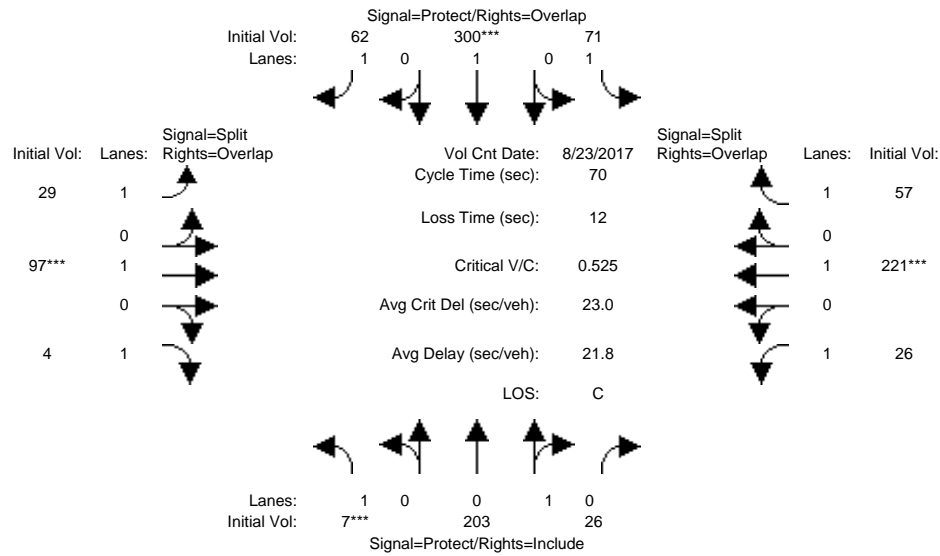 Signal=Protect/Rights=Overlap
Initial Vol: 62 300*** 71
Lanes: 1 0 1 0 1
Signal=Split Signal=Split
Initial Vol: Lanes: Rights=Overlap Vol Cnt Date: 8/23/2017 Rights=Overlap Lanes: Initial Vol:
Cycle Time (sec): 70
29 1 1 57
Loss Time (sec): 12
0 0
97*** 1 Critical V/C: 0.525 1 221***
0 Avg Crit Del (sec/veh): 23.0 0
4 1 Avg Delay (sec/veh): 21.8 1 26
LOS: C
Lanes: 1 0 0 1 0
Initial Vol: 7*** 203 26
Signal=Protect/Rights=Include